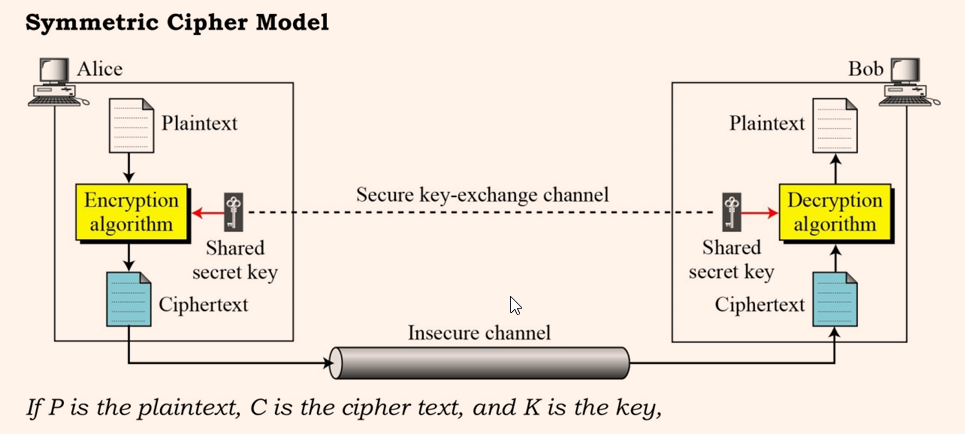 Symmetric Cipher Model
Alice
Bob
Plaintext
Plaintext
Encryption
algorithm
Secure key-exchange channel
Decryption
algorithm
Shared
secret key
Shared
secret key
Ciphertext
Ciphertext
Insecure channel
If P is the plaintext, C is the cipher text, and K is the key,